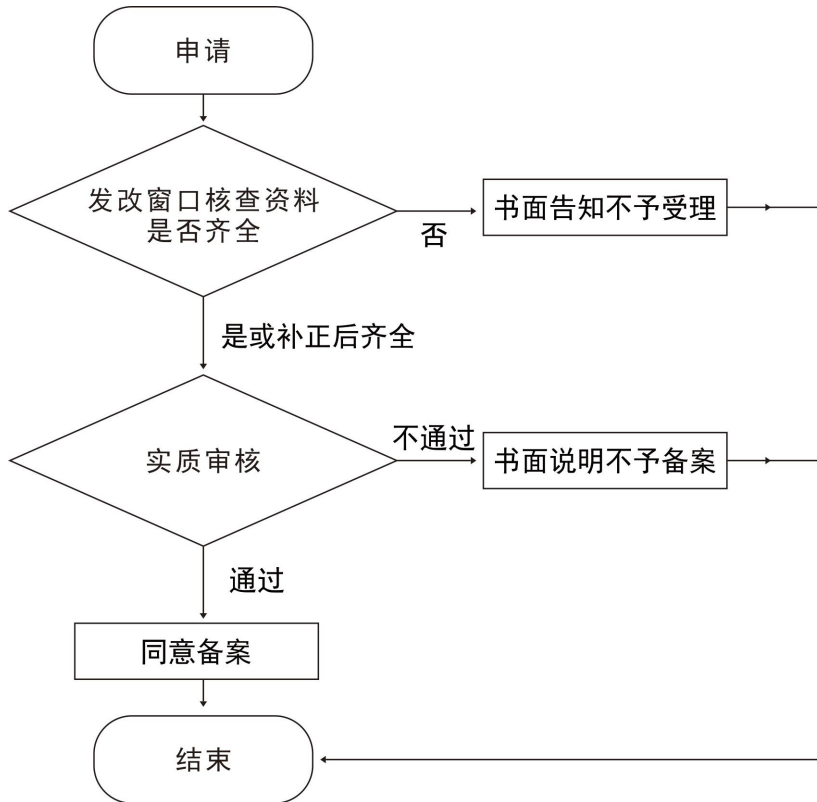 申请
发改窗口核查资料
是否齐全
否
书面告知不予受理
是或补正后齐全
实质审核
不通过
书面说明不予备案
通过
同意备案
结束